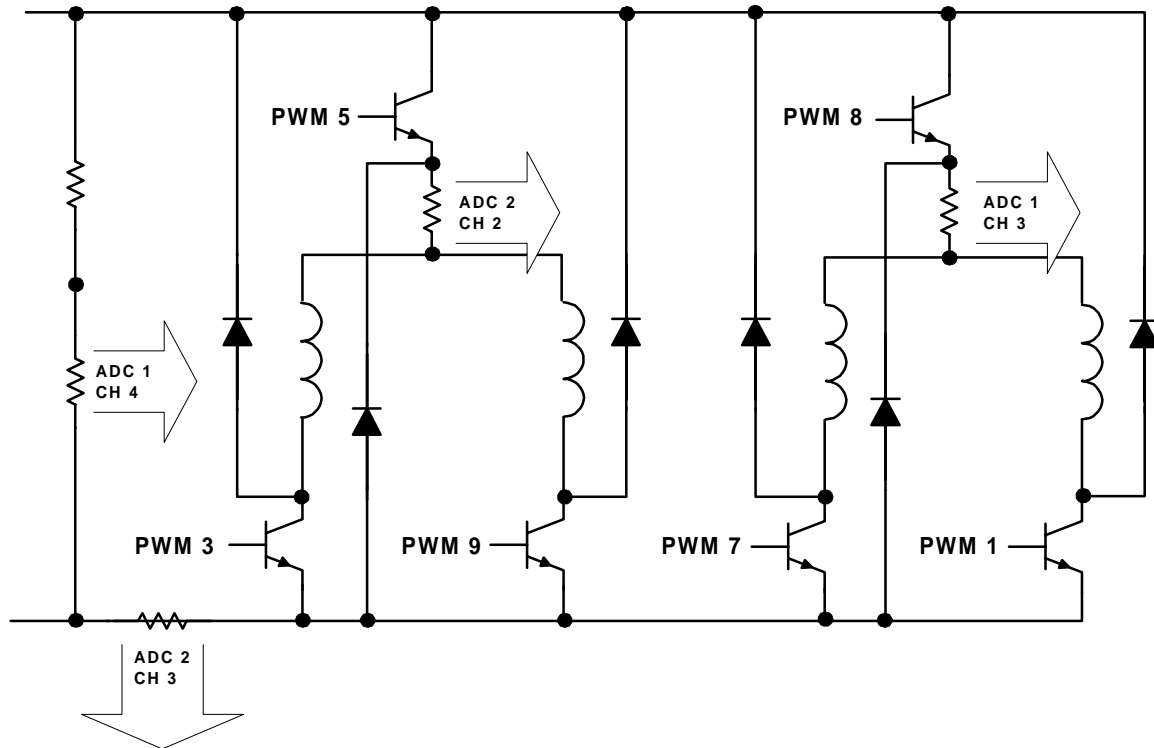 PWM 5
PWM 8
ADC 2
CH 2
ADC 1
CH 3
ADC 1
CH 4
PWM 3
PWM 9
PWM 7
PWM 1
ADC 2
CH 3